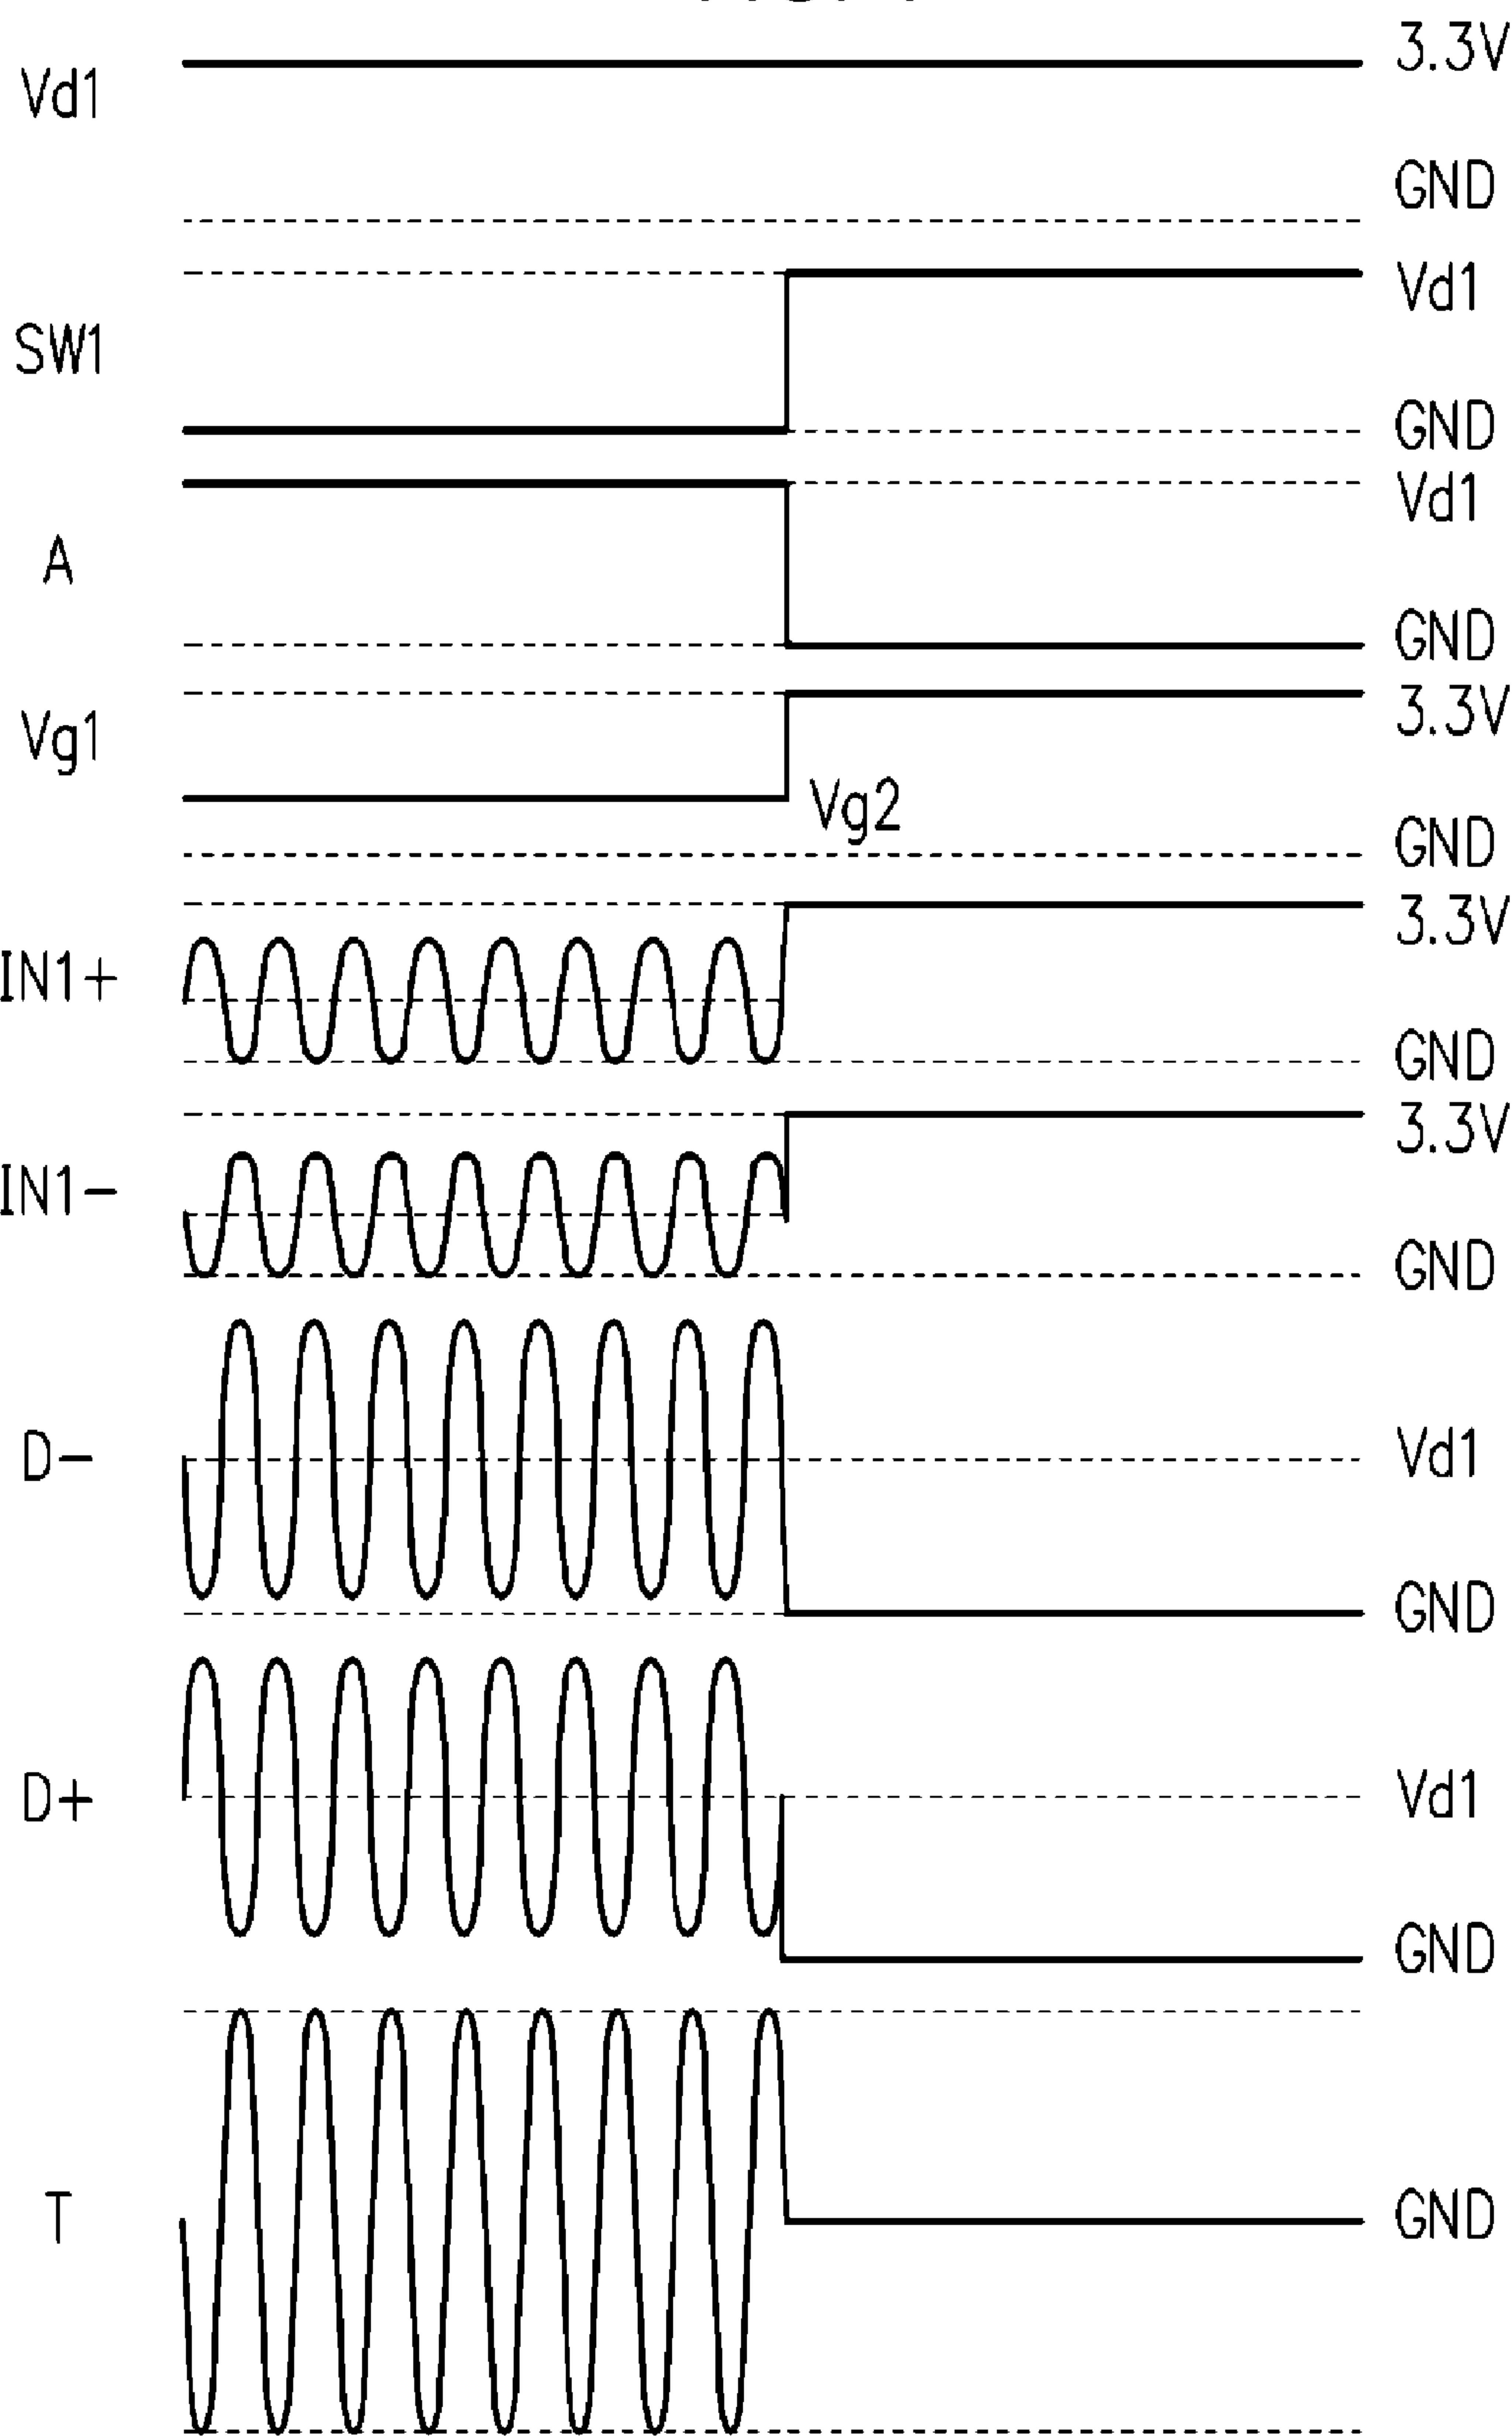 Vd1 3.3V
GND
SW1 Vd1
GND
A Vd1
GND
Vg1 3.3V
Vg2
GND
IN1+ 3.3V
GND
IN1- 3.3V
GND
D- Vd1
GND
D+ Vd1
GND
T GND